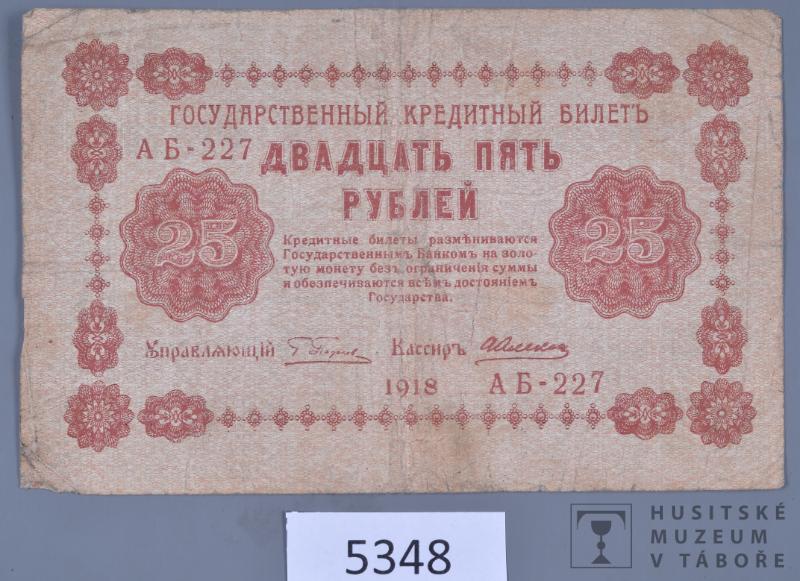 ГОСУДАРСТВЕННЫЙ КРЕДИТНЫЙ БИЛЕТЪ
АБ-227
ДВАДЦАТЬ ПЯТЬ
РУБЛЕЙ
25
25
Кредитные билеты размѣниваются
Государственнымъ Банкомъ на золо-
тую монету безъ ограниченія суммы
и обезпечиваются всѣмъ достояніемъ
Государства.
Управляющій
Кассиръ
1918 АБ-227
5348
HUSITSKÉ
MUZEUM
V TÁBOŘE